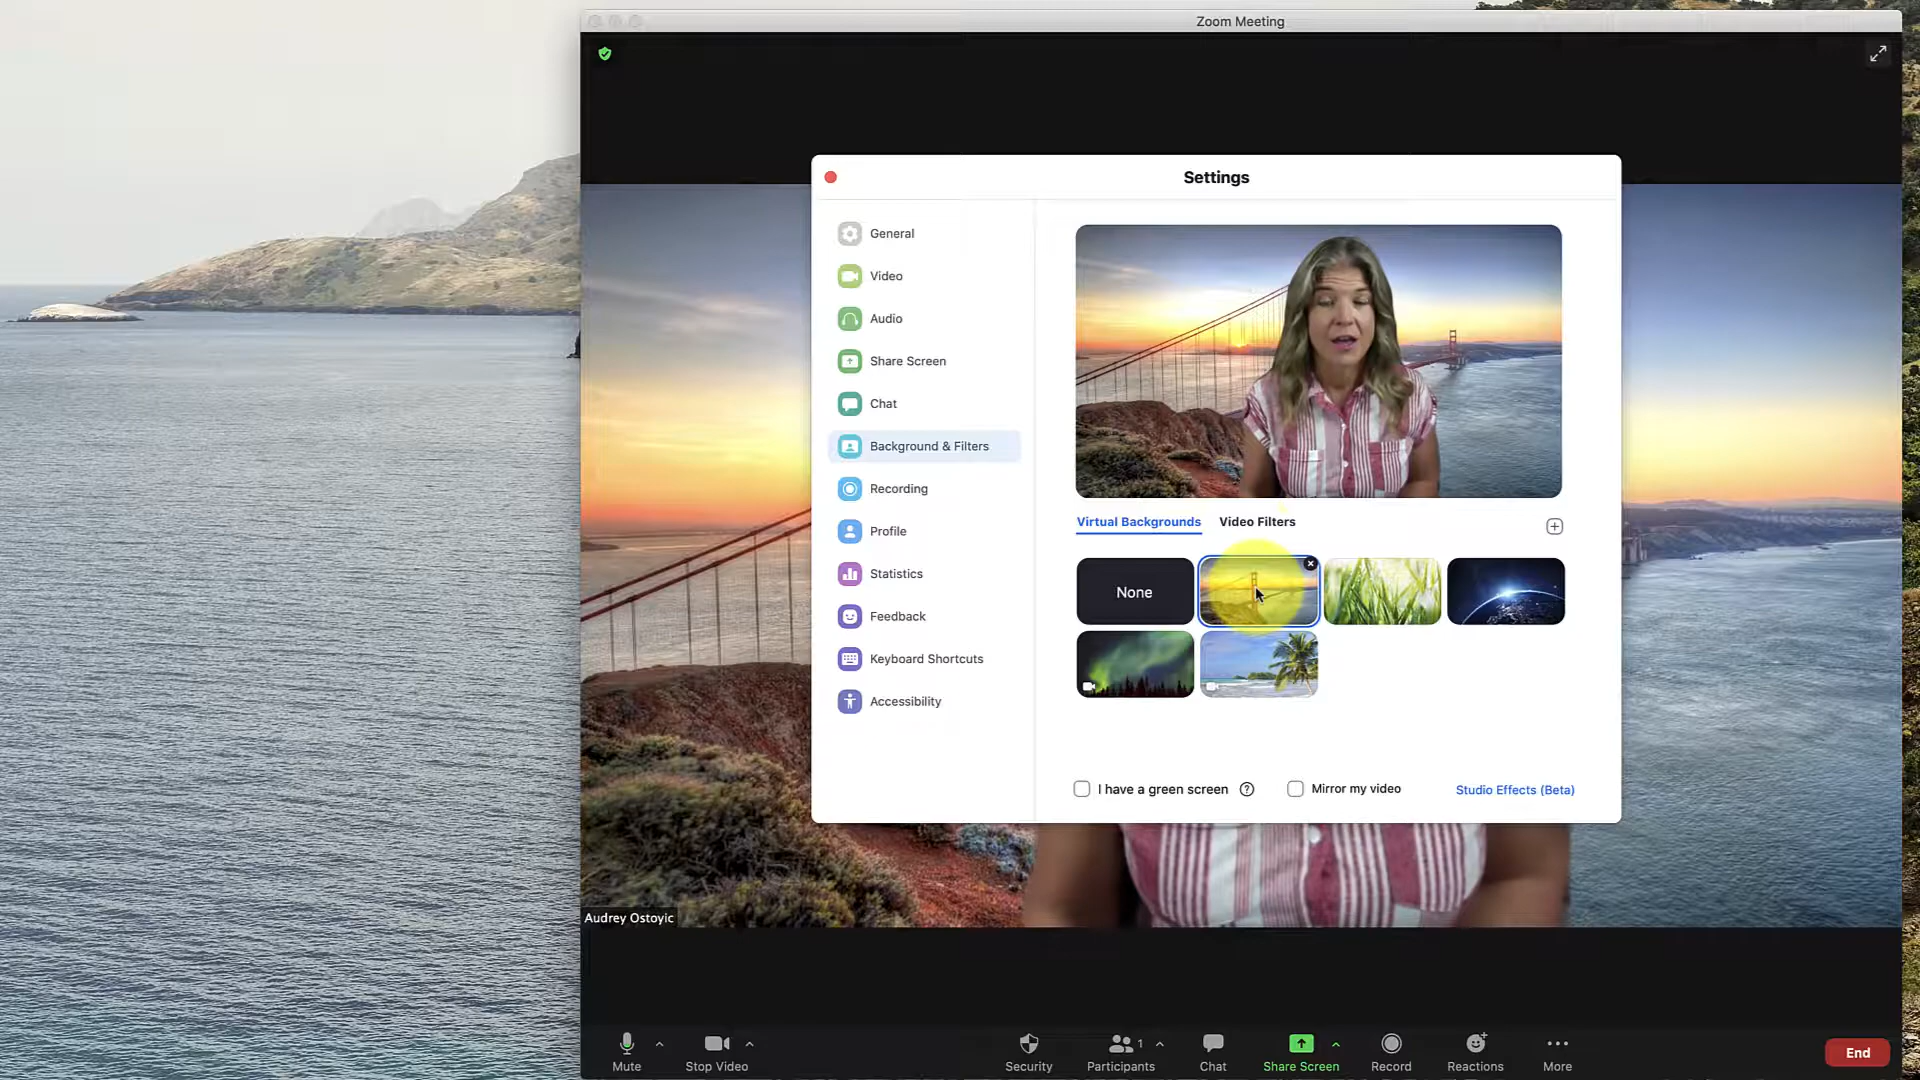 Zoom Meeting
Settings
General
Video
Audio
Share Screen
Chat
Background & Filters
Recording
Profile
Statistics
Feedback
Keyboard Shortcuts
Accessibility
Virtual Backgrounds
Video Filters
None
I have a green screen
?
Mirror my video
Studio Effects (Beta)
Audrey Ostoyic
Mute
Stop Video
Security
1
Participants
Chat
Share Screen
Record
Reactions
More
End